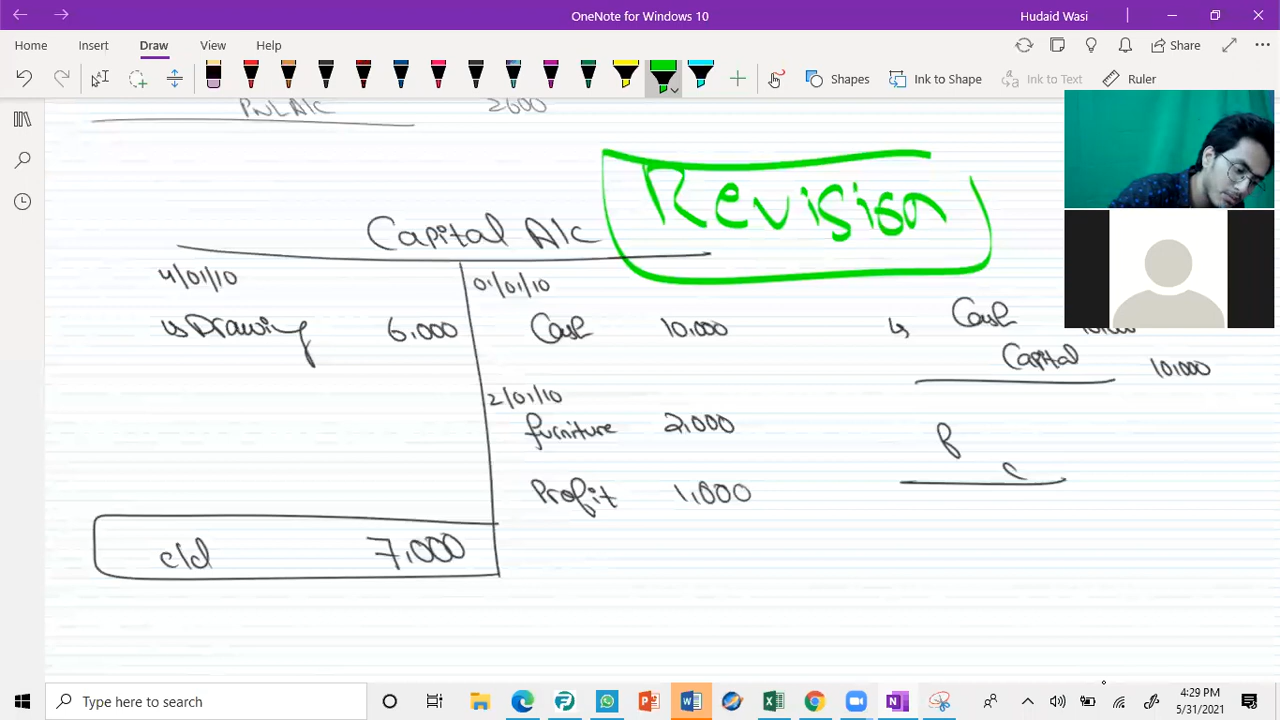 OneNote for Windows 10
Hudaid Wasi
Home Insert Draw View Help
Share
Shapes Ink to Shape Ink to Text Ruler
PNL A/c 2600
Revision
Capital A/c
4/01/10 01/01/10
↳ Drawing 6,000 Cash 10,000 ↳ Cash
Capital 10,000
2/01/10
furniture 2,000
Profit 1,000
c/d 7,000
Type here to search
4:29 PM
5/31/2021